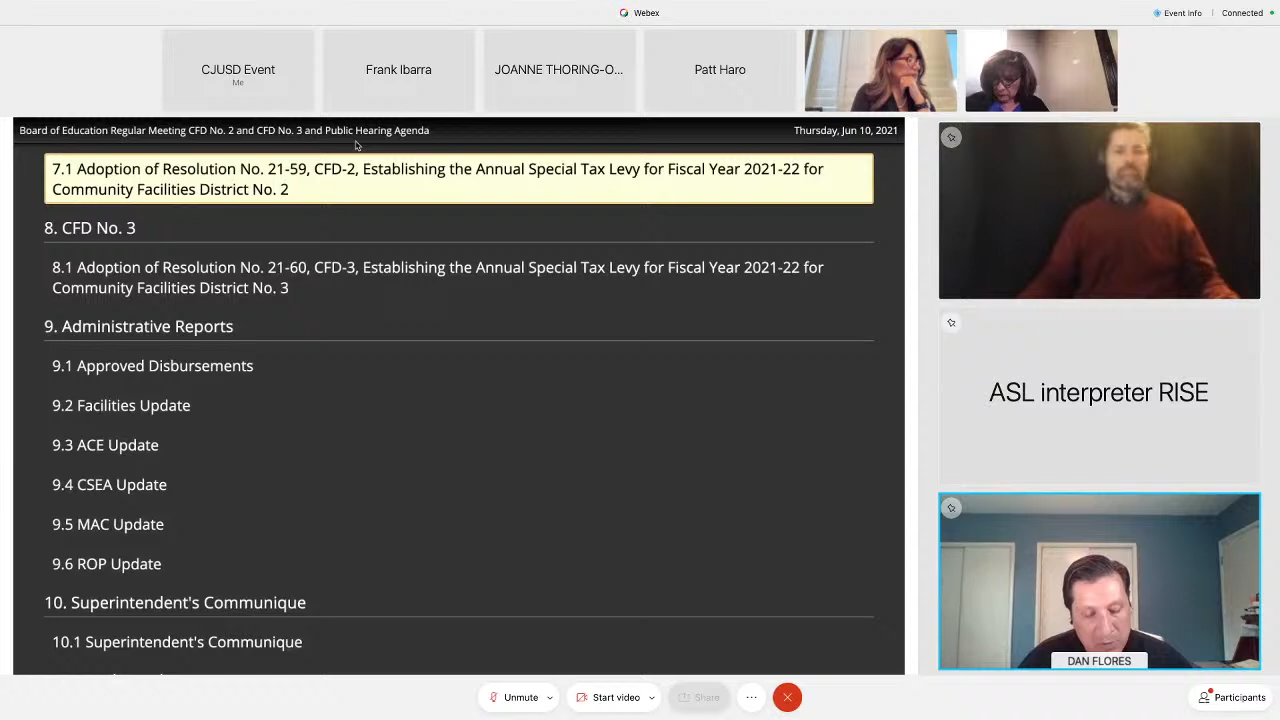 Webex
Event Info
Connected
CJUSD Event
Me
Frank Ibarra
JOANNE THORING-O...
Patt Haro
Board of Education Regular Meeting CFD No. 2 and CFD No. 3 and Public Hearing Agenda
Thursday, Jun 10, 2021
7.1 Adoption of Resolution No. 21-59, CFD-2, Establishing the Annual Special Tax Levy for Fiscal Year 2021-22 for
Community Facilities District No. 2
8. CFD No. 3
8.1 Adoption of Resolution No. 21-60, CFD-3, Establishing the Annual Special Tax Levy for Fiscal Year 2021-22 for
Community Facilities District No. 3
9. Administrative Reports
9.1 Approved Disbursements
9.2 Facilities Update
9.3 ACE Update
9.4 CSEA Update
9.5 MAC Update
9.6 ROP Update
10. Superintendent's Communique
10.1 Superintendent's Communique
ASL interpreter RISE
DAN FLORES
Unmute
Start video
Share
Participants